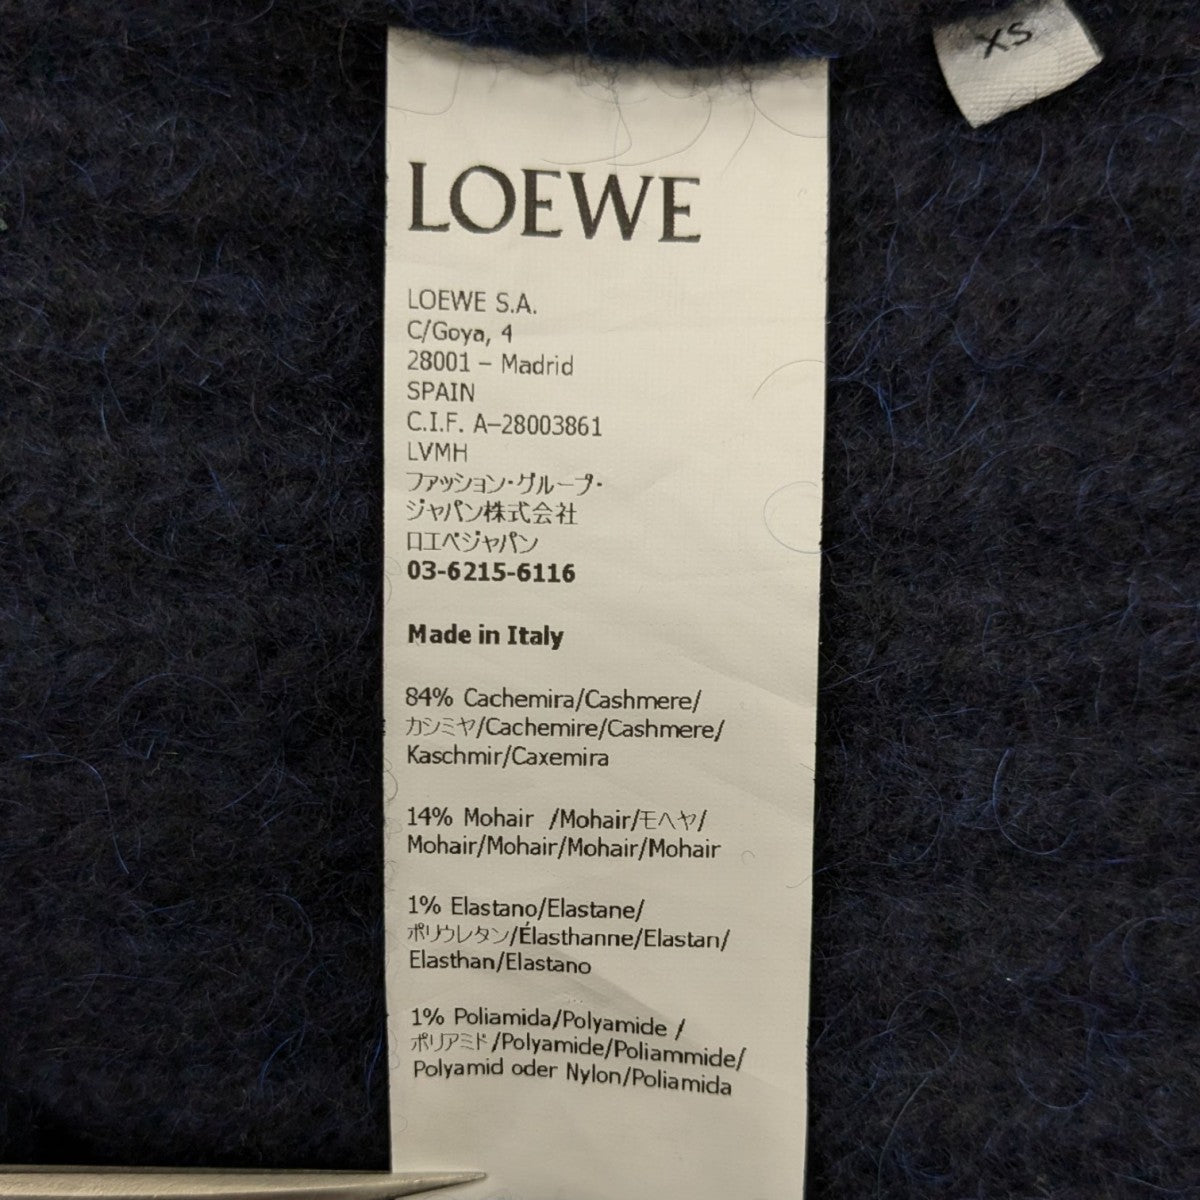 XS
LOEWE
LOEWE S.A.
C/Goya, 4
28001 – Madrid
SPAIN
C.I.F. A–28003861
LVMH
ファッション・グループ・
ジャパン株式会社
ロエベジャパン
03-6215-6116
Made in Italy
84% Cachemira/Cashmere/
カシミヤ/Cachemire/Cashmere/
Kaschmir/Caxemira
14% Mohair /Mohair/モヘヤ/
Mohair/Mohair/Mohair/Mohair
1% Elastano/Elastane/
ポリウレタン/Élasthanne/Elastan/
Elasthan/Elastano
1% Poliamida/Polyamide /
ポリアミド/Polyamide/Poliammide/
Polyamid oder Nylon/Poliamida